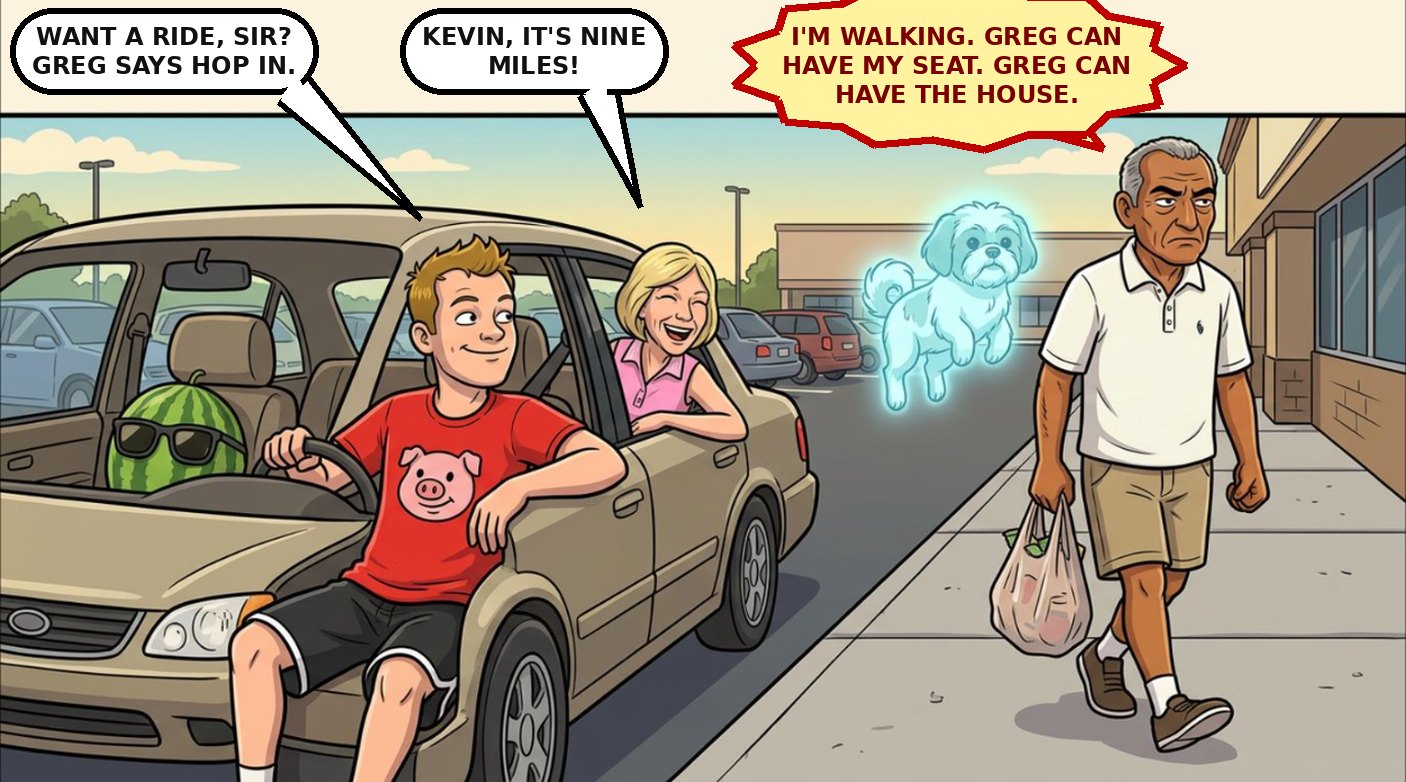 WANT A RIDE, SIR?
GREG SAYS HOP IN.
KEVIN, IT'S NINE
MILES!
I'M WALKING. GREG CAN
HAVE MY SEAT. GREG CAN
HAVE THE HOUSE.